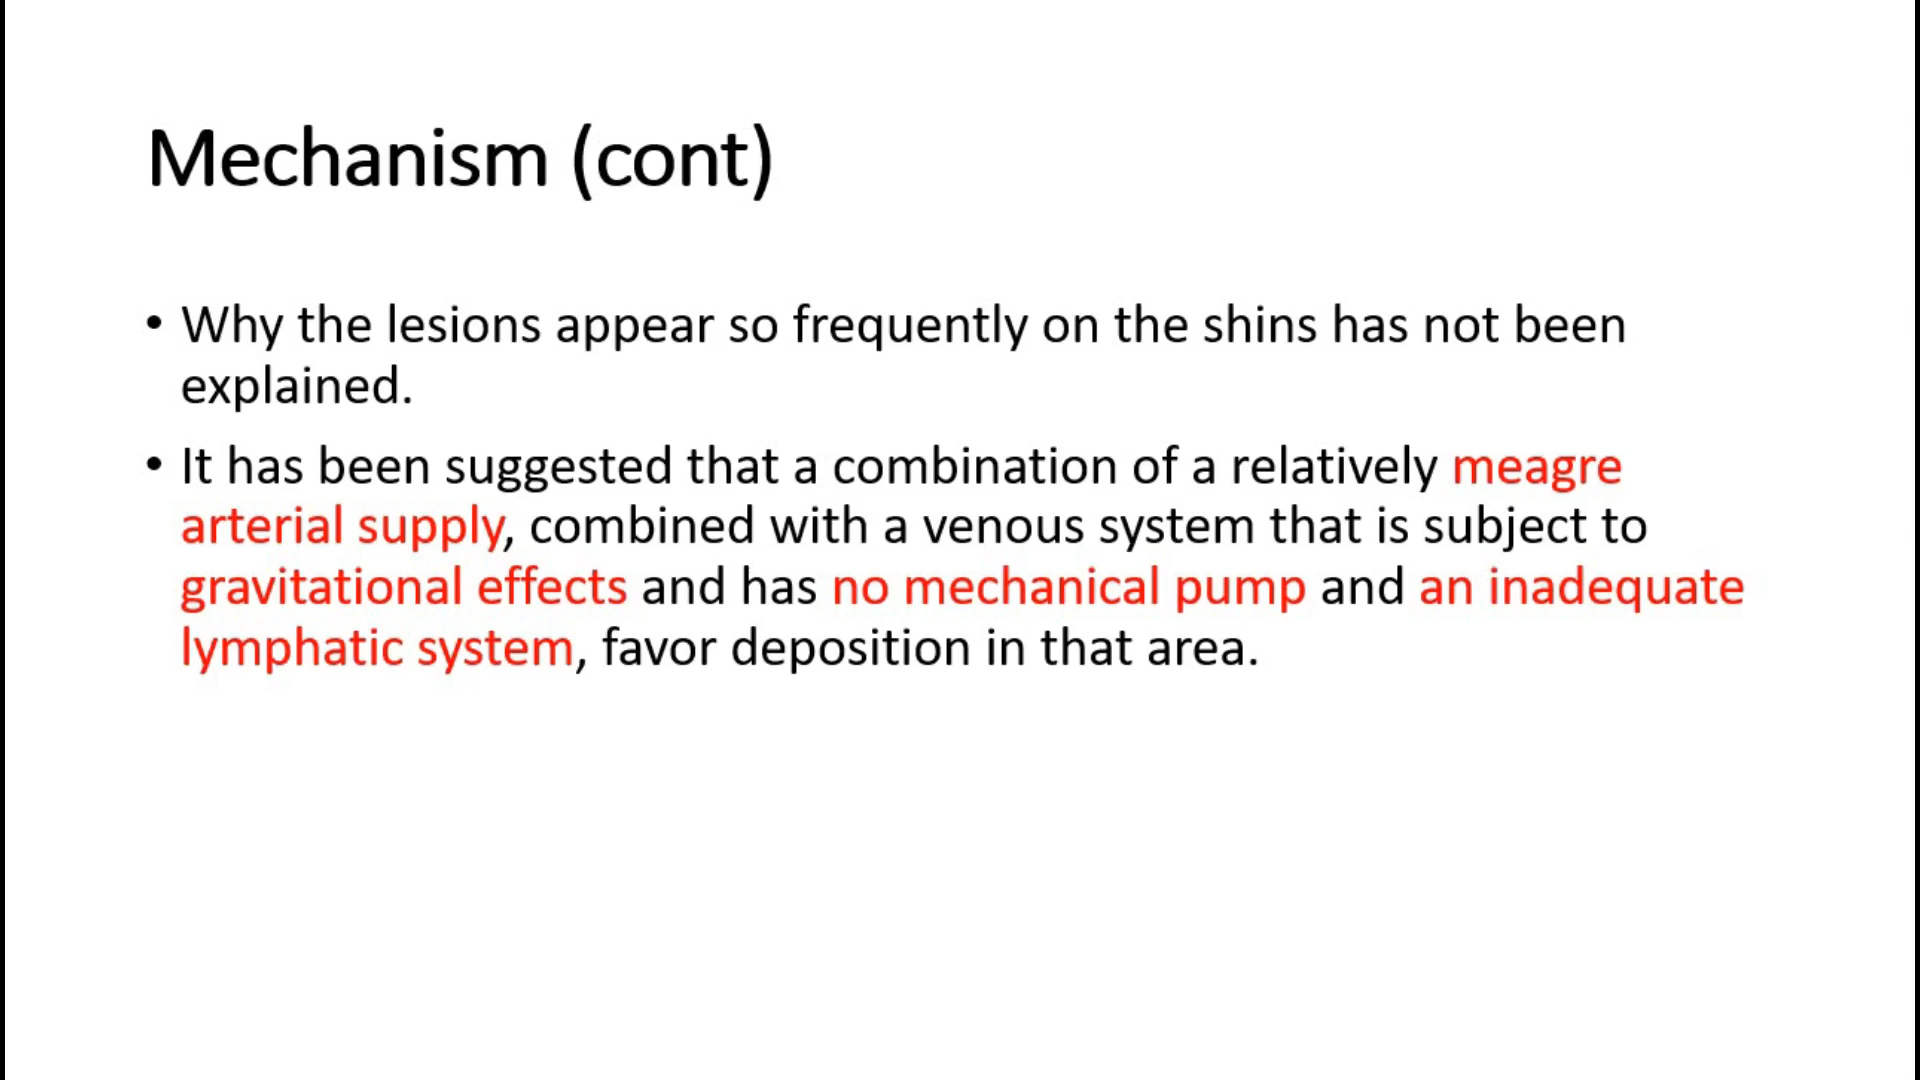 Mechanism (cont)
• Why the lesions appear so frequently on the shins has not been
explained.
• It has been suggested that a combination of a relatively meagre
arterial supply, combined with a venous system that is subject to
gravitational effects and has no mechanical pump and an inadequate
lymphatic system, favor deposition in that area.